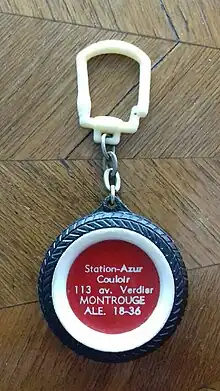 Station-Azur
Couloir
113 av. Verdier
MONTROUGE
ALE. 18-36